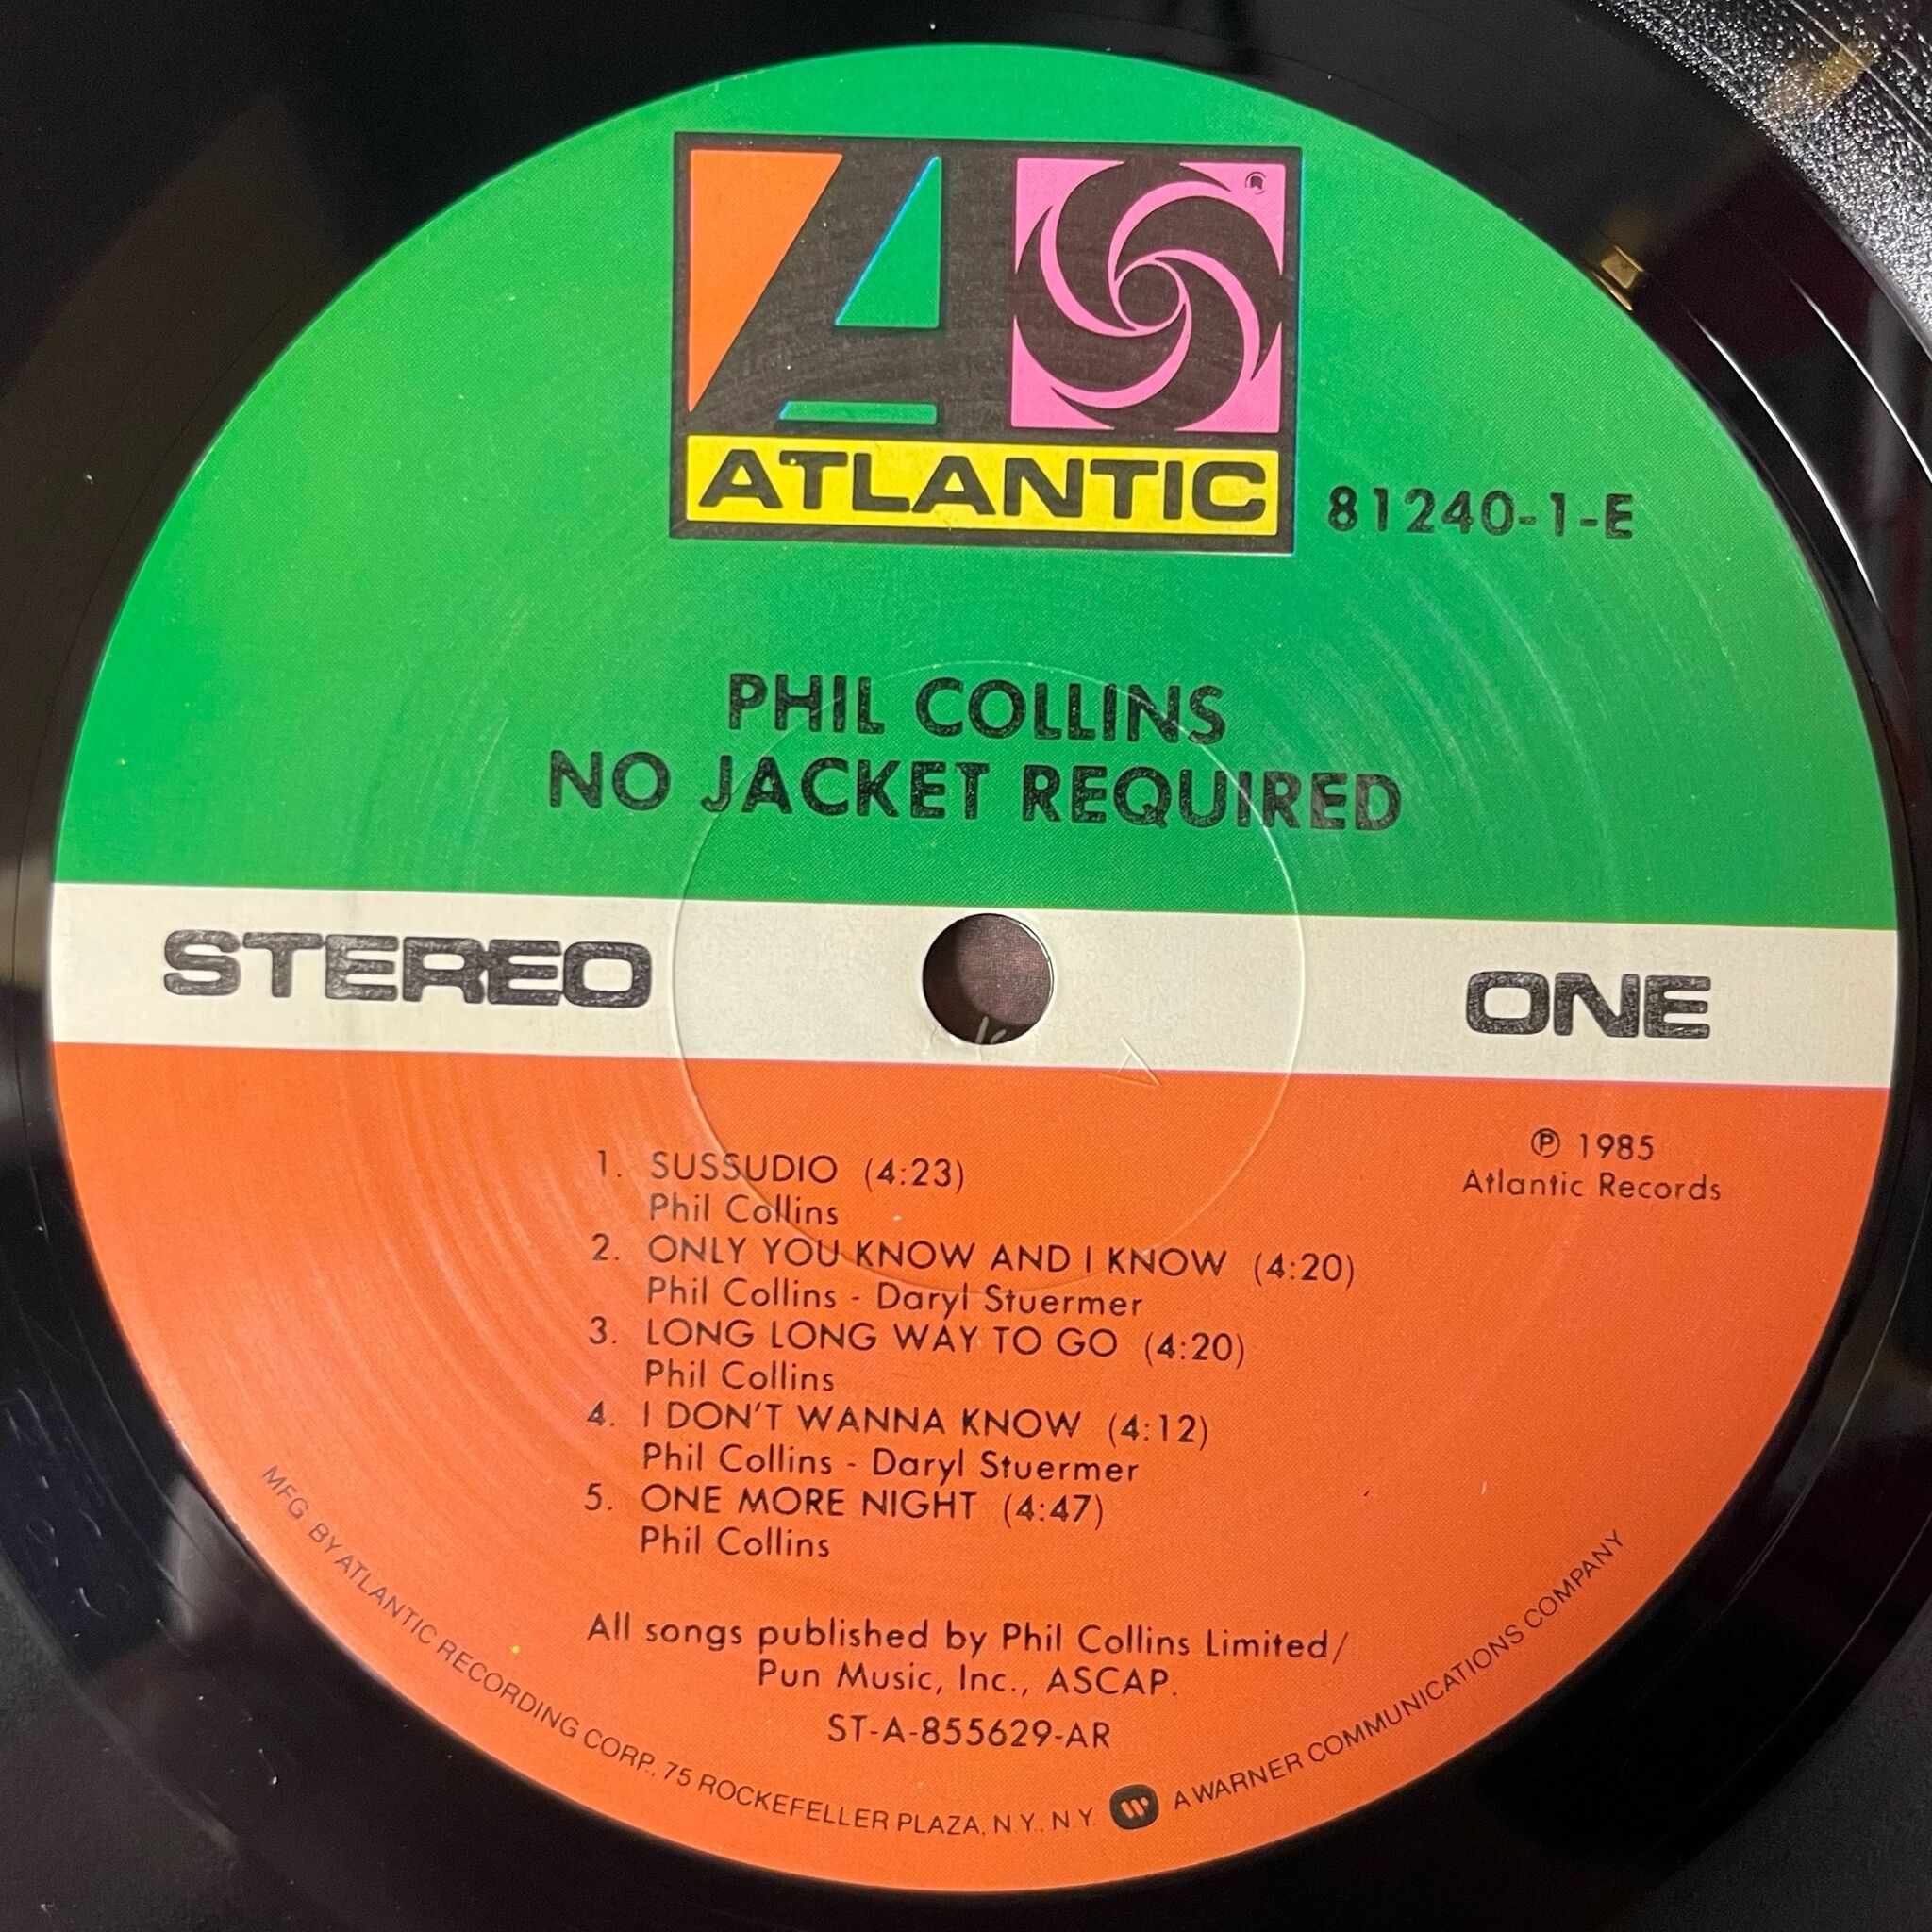 ATLANTIC
81240-1-E
PHIL COLLINS
NO JACKET REQUIRED
STEREO
ONE
℗ 1985
Atlantic Records
1. SUSSUDIO (4:23)
Phil Collins
2. ONLY YOU KNOW AND I KNOW (4:20)
Phil Collins - Daryl Stuermer
3. LONG LONG WAY TO GO (4:20)
Phil Collins
4. I DON'T WANNA KNOW (4:12)
Phil Collins - Daryl Stuermer
5. ONE MORE NIGHT (4:47)
Phil Collins
All songs published by Phil Collins Limited/
Pun Music, Inc., ASCAP.
ST-A-855629-AR
MFG BY ATLANTIC RECORDING CORP., 75 ROCKEFELLER PLAZA, N.Y., N.Y. A WARNER COMMUNICATIONS COMPANY